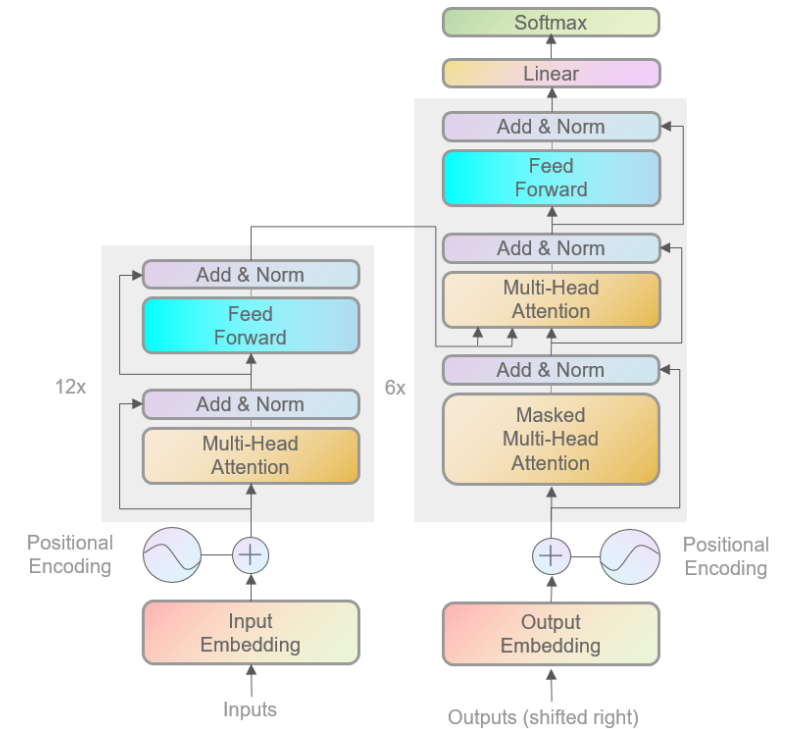 Softmax
Linear
Add & Norm
Feed
Forward
Add & Norm
Multi-Head
Attention
Add & Norm
Masked
Multi-Head
Attention
6x
Positional
Encoding
Output
Embedding
Outputs (shifted right)
Add & Norm
Feed
Forward
12x
Add & Norm
Multi-Head
Attention
Positional
Encoding
Input
Embedding
Inputs